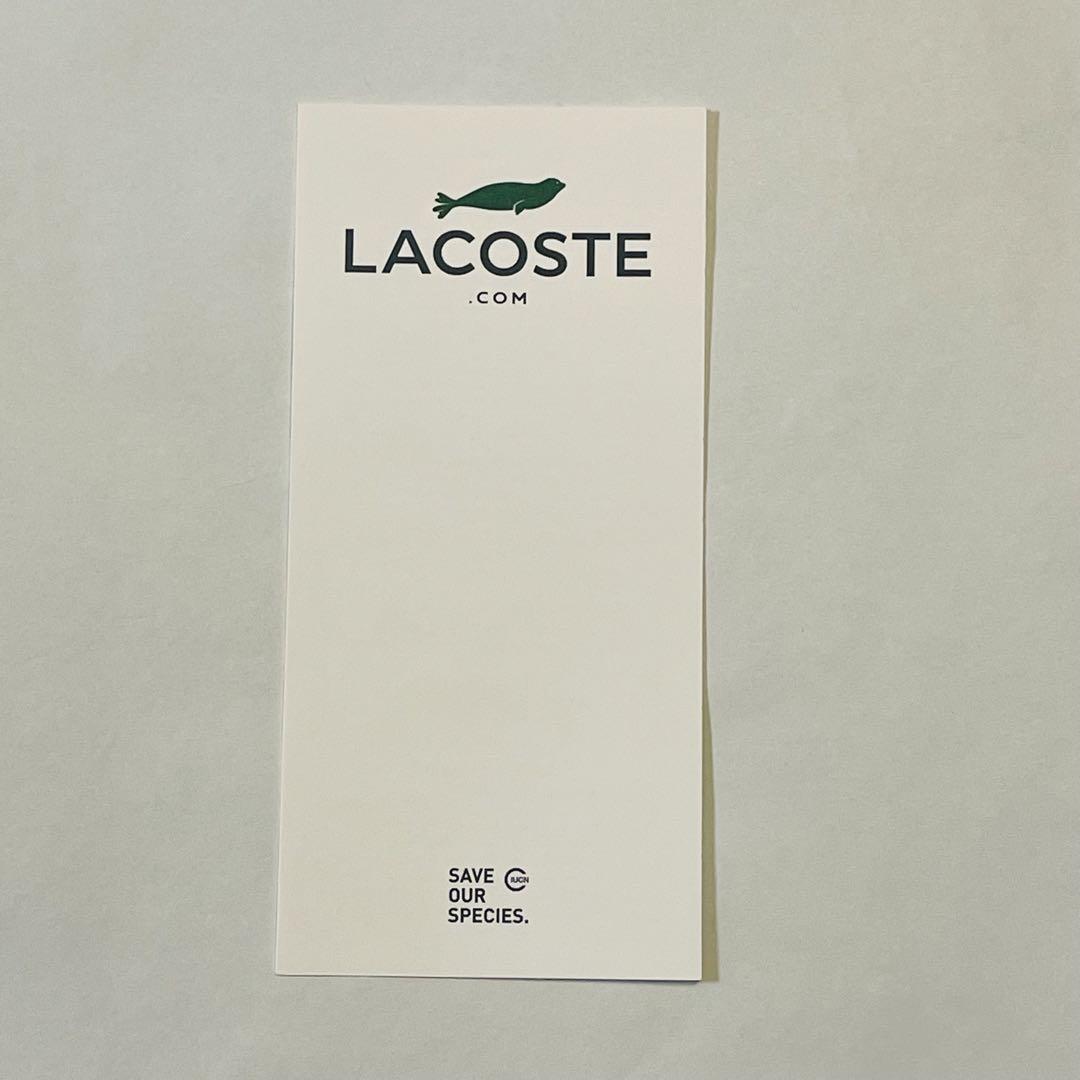 LACOSTE
.COM
SAVE IUCN
OUR
SPECIES.